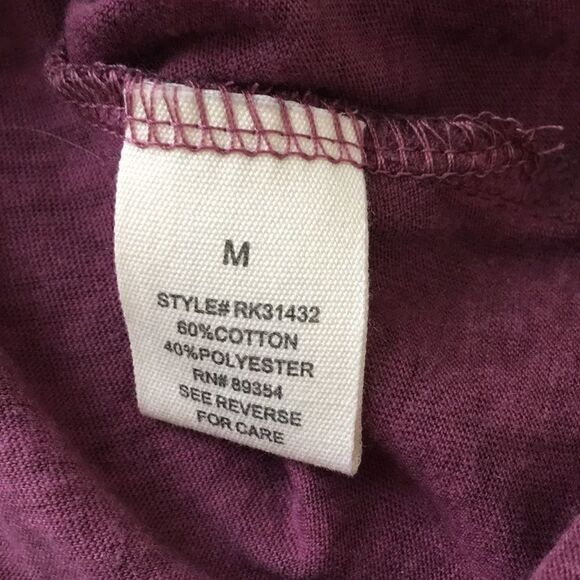 M
STYLE# RK31432
60%COTTON
40%POLYESTER
RN# 89354
SEE REVERSE
FOR CARE